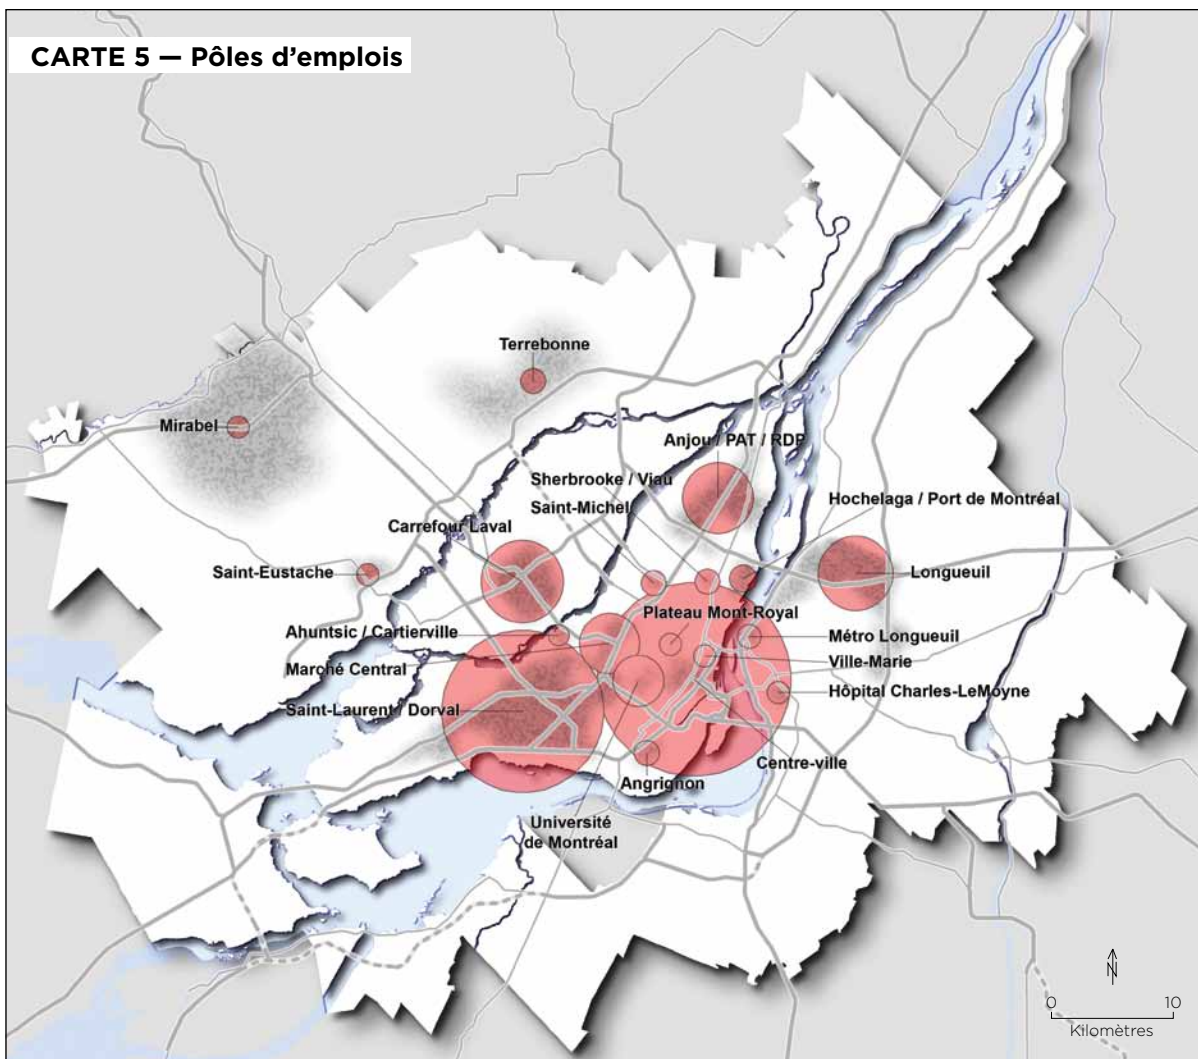 CARTE 5 — Pôles d'emplois
Terrebonne
Mirabel
Anjou / PAT / RDP
Sherbrooke / Viau
Saint-Michel
Hochelaga / Port de Montréal
Carrefour Laval
Saint-Eustache
Longueuil
Plateau Mont-Royal
Ahuntsic / Cartierville
Métro Longueuil
Marché Central
Ville-Marie
Hôpital Charles-LeMoyne
Saint-Laurent / Dorval
Centre-ville
Angrignon
Université
de Montréal
N
0 10
Kilomètres